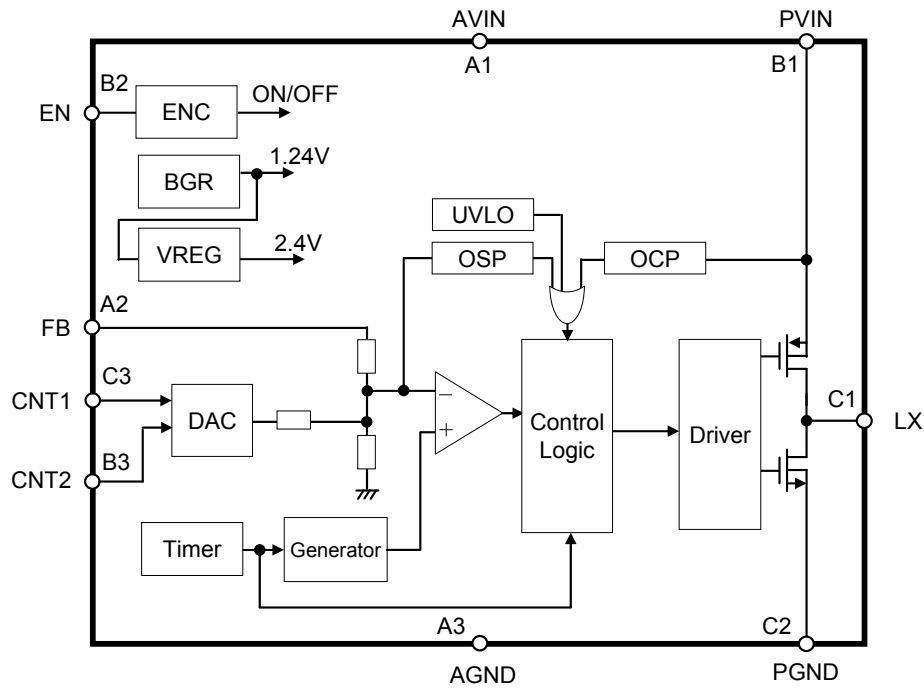 AVIN
PVIN
A1
B1
B2
EN
ENC
ON/OFF
BGR
1.24V
VREG
2.4V
UVLO
OSP
OCP
A2
FB
C3
CNT1
DAC
B3
CNT2
−
+
Control
Logic
Driver
C1
LX
Timer
Generator
A3
C2
AGND
PGND